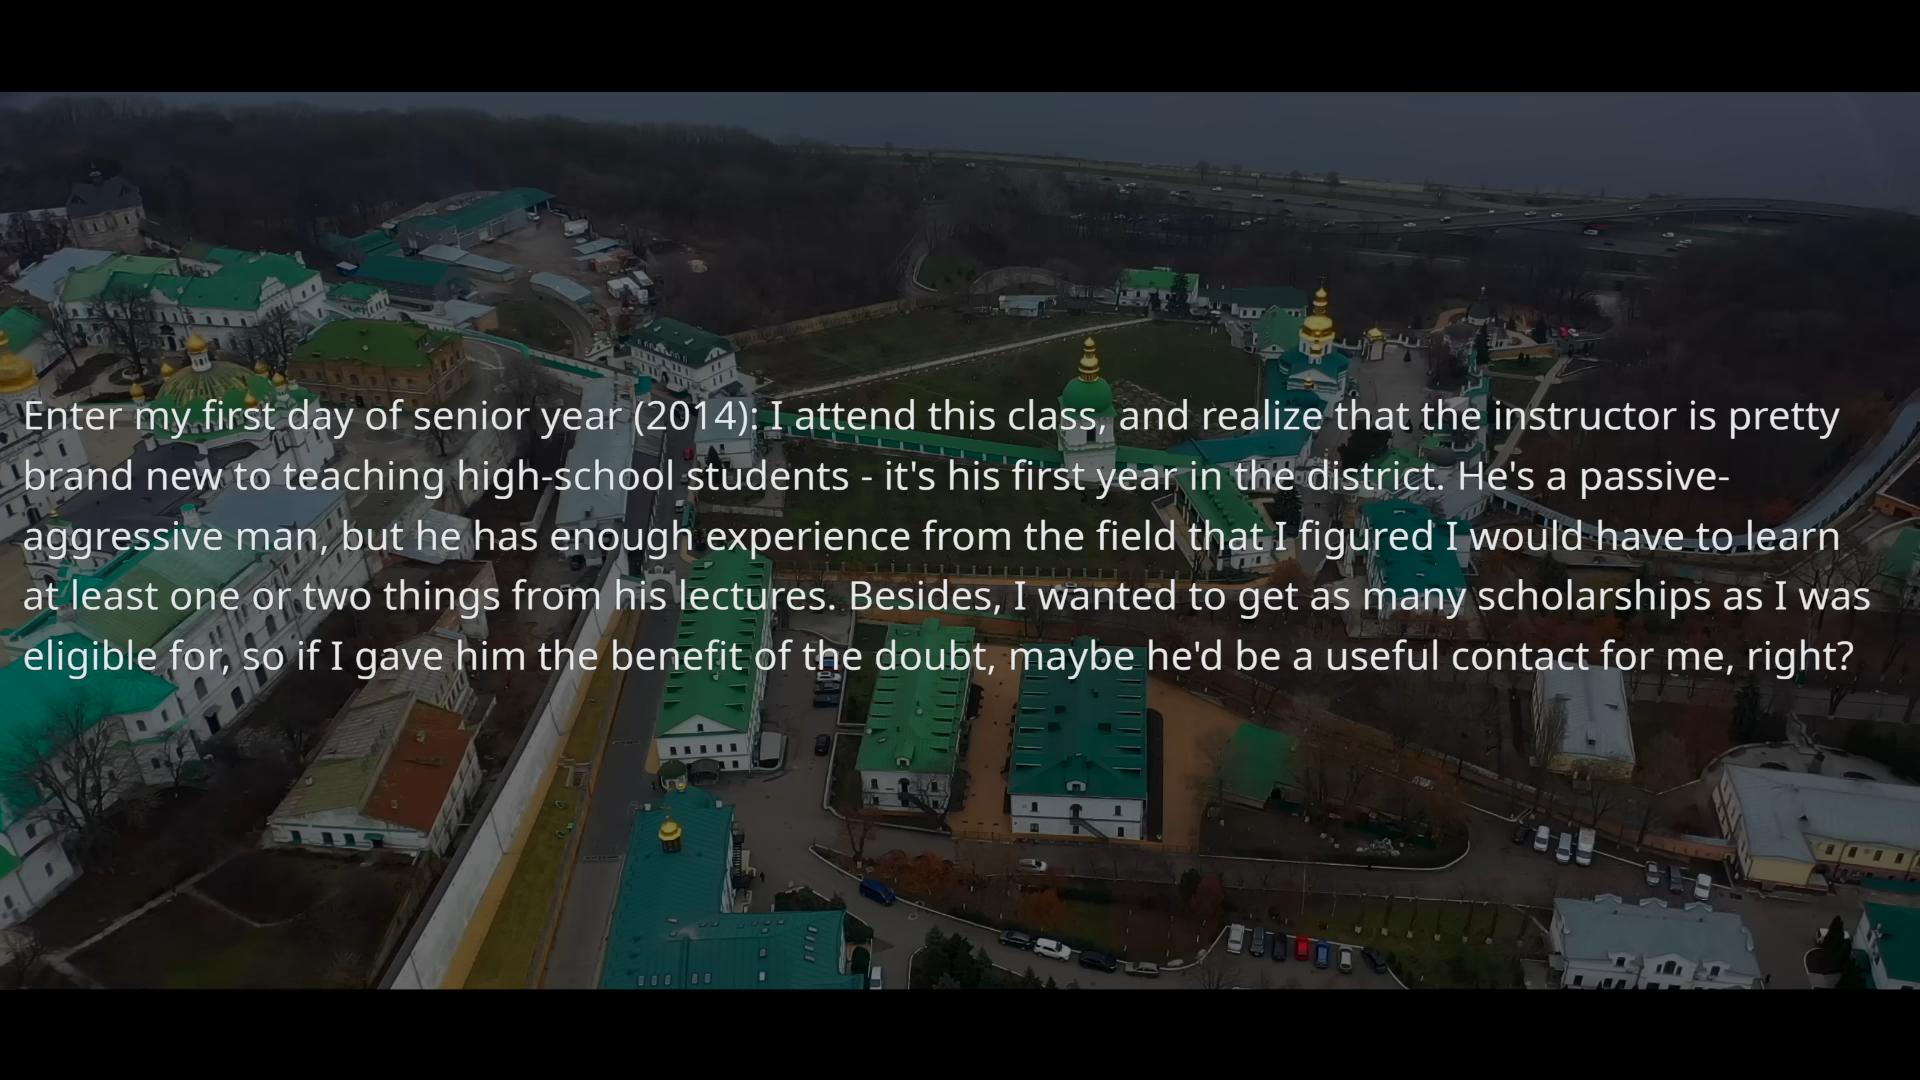 Enter my first day of senior year (2014): I attend this class, and realize that the instructor is pretty
brand new to teaching high-school students - it's his first year in the district. He's a passive-
aggressive man, but he has enough experience from the field that I figured I would have to learn
at least one or two things from his lectures. Besides, I wanted to get as many scholarships as I was
eligible for, so if I gave him the benefit of the doubt, maybe he'd be a useful contact for me, right?